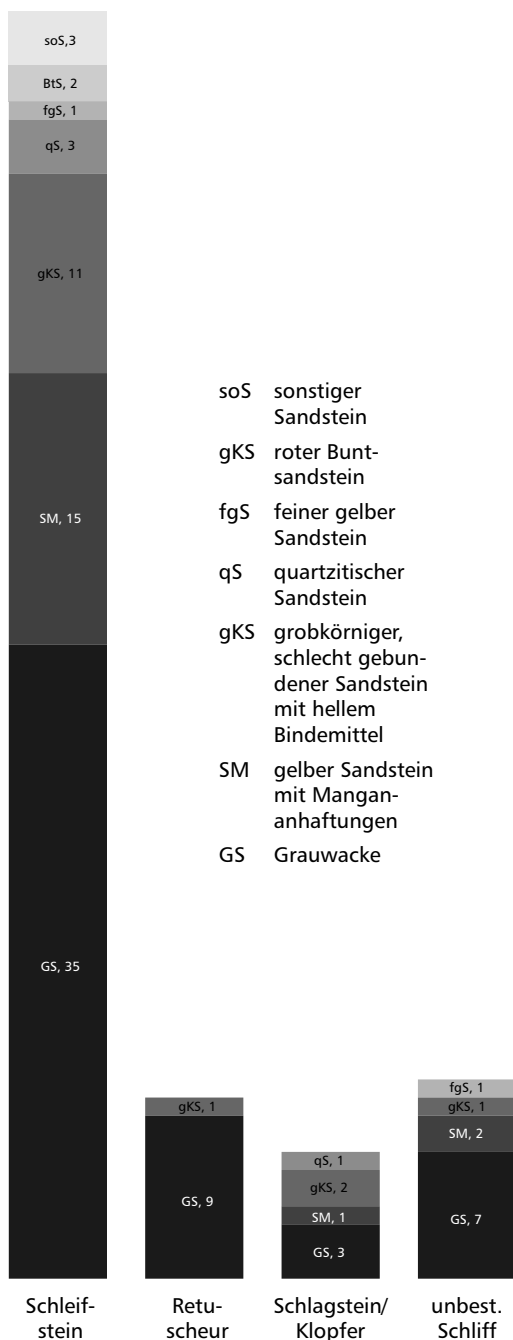 soS,3
BtS, 2
fgS, 1
qS, 3
gKS, 11
SM, 15
GS, 35
soS sonstiger
Sandstein
gKS roter Bunt-
sandstein
fgS feiner gelber
Sandstein
qS quartzitischer
Sandstein
gKS grobkörniger,
schlecht gebun-
dener Sandstein
mit hellem
Bindemittel
SM gelber Sandstein
mit Mangan-
anhaftungen
GS Grauwacke
gKS, 1
GS, 9
qS, 1
gKS, 2
SM, 1
GS, 3
fgS, 1
gKS, 1
SM, 2
GS, 7
Schleif-
stein
Retu-
scheur
Schlagstein/
Klopfer
unbest.
Schliff